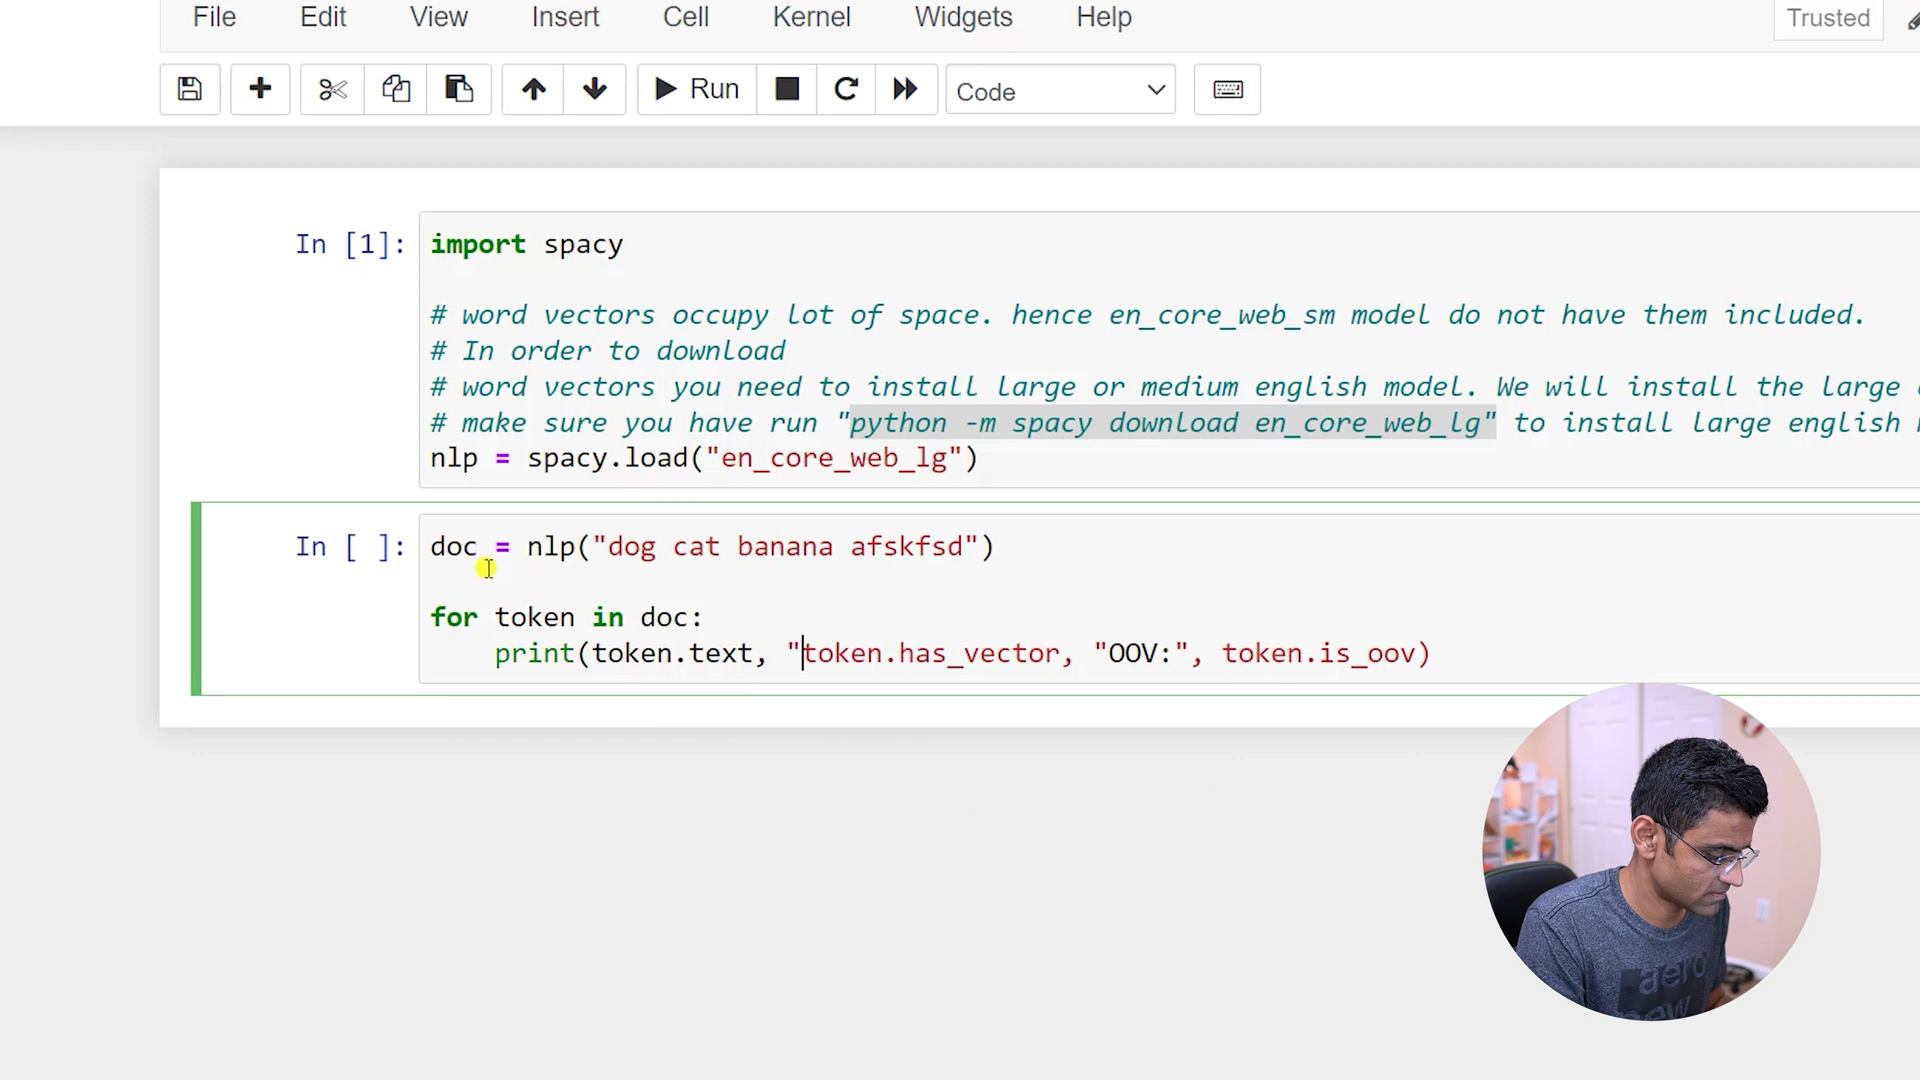 File Edit View Insert Cell Kernel Widgets Help Trusted
Run Code
In [1]: import spacy
# word vectors occupy lot of space. hence en_core_web_sm model do not have them included.
# In order to download
# word vectors you need to install large or medium english model. We will install the large
# make sure you have run "python -m spacy download en_core_web_lg" to install large english
nlp = spacy.load("en_core_web_lg")
In [ ]: doc = nlp("dog cat banana afskfsd")
for token in doc:
print(token.text, "token.has_vector, "OOV:", token.is_oov)
aero